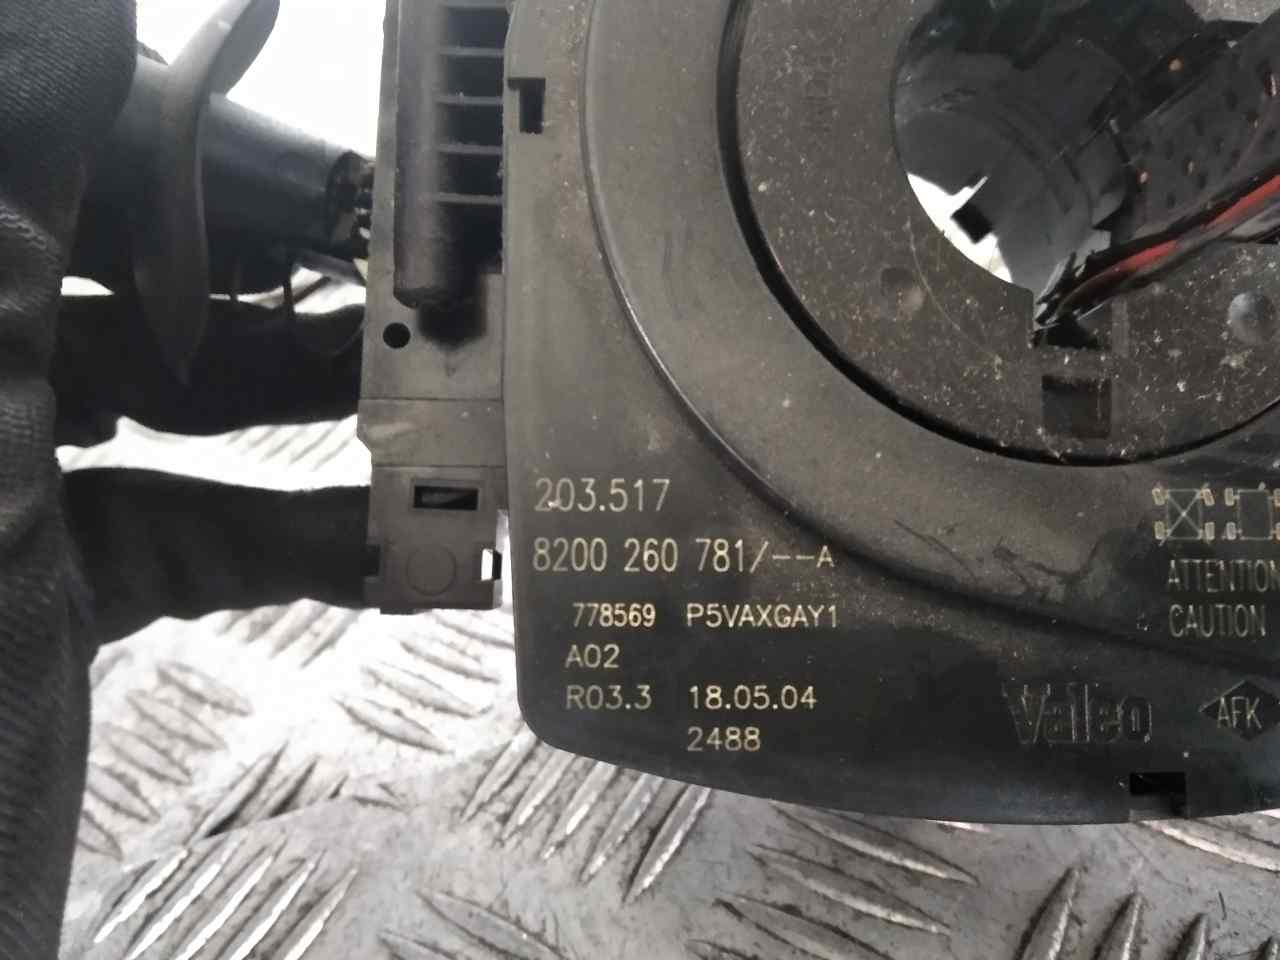 203.517
8200 260 781/--A
778569 P5VAXGAY1
A02
R03.3 18.05.04
2488
ATTENTION
CAUTION
Valeo
AFK